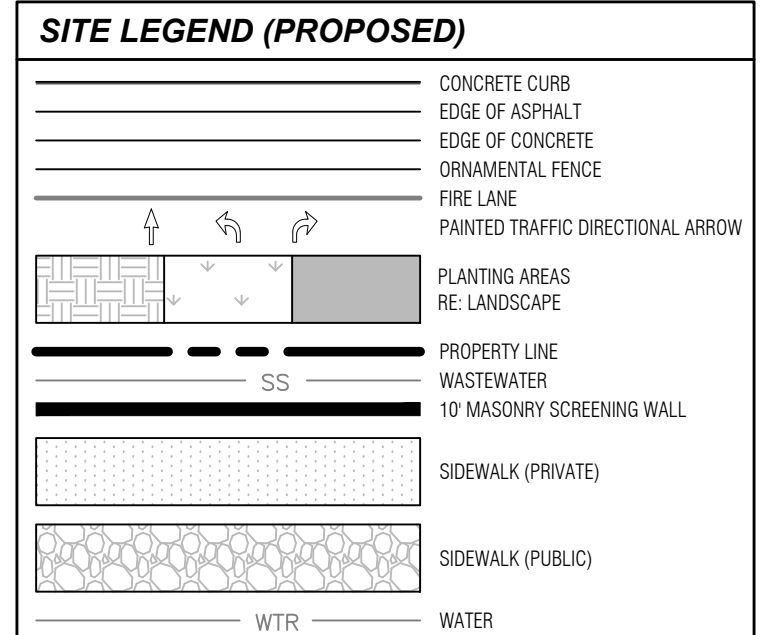 SITE LEGEND (PROPOSED)
CONCRETE CURB
EDGE OF ASPHALT
EDGE OF CONCRETE
ORNAMENTAL FENCE
FIRE LANE
PAINTED TRAFFIC DIRECTIONAL ARROW
PLANTING AREAS
RE: LANDSCAPE
PROPERTY LINE
SS WASTEWATER
10' MASONRY SCREENING WALL
SIDEWALK (PRIVATE)
SIDEWALK (PUBLIC)
WTR WATER